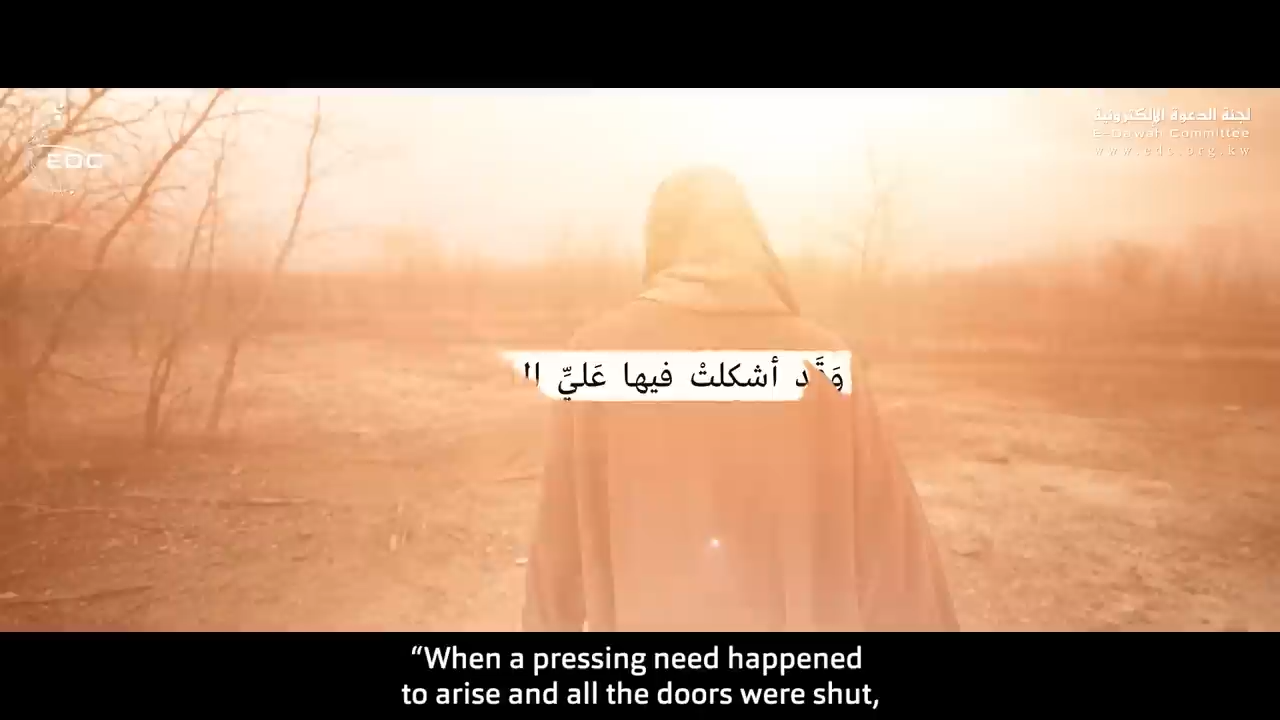 EDC
لجنة الدعوة الإلكترونية
E-Dawah Committee
www.edc.org.kw
وَقَد أشكلتْ فيها عَليِّ
“When a pressing need happened
to arise and all the doors were shut,